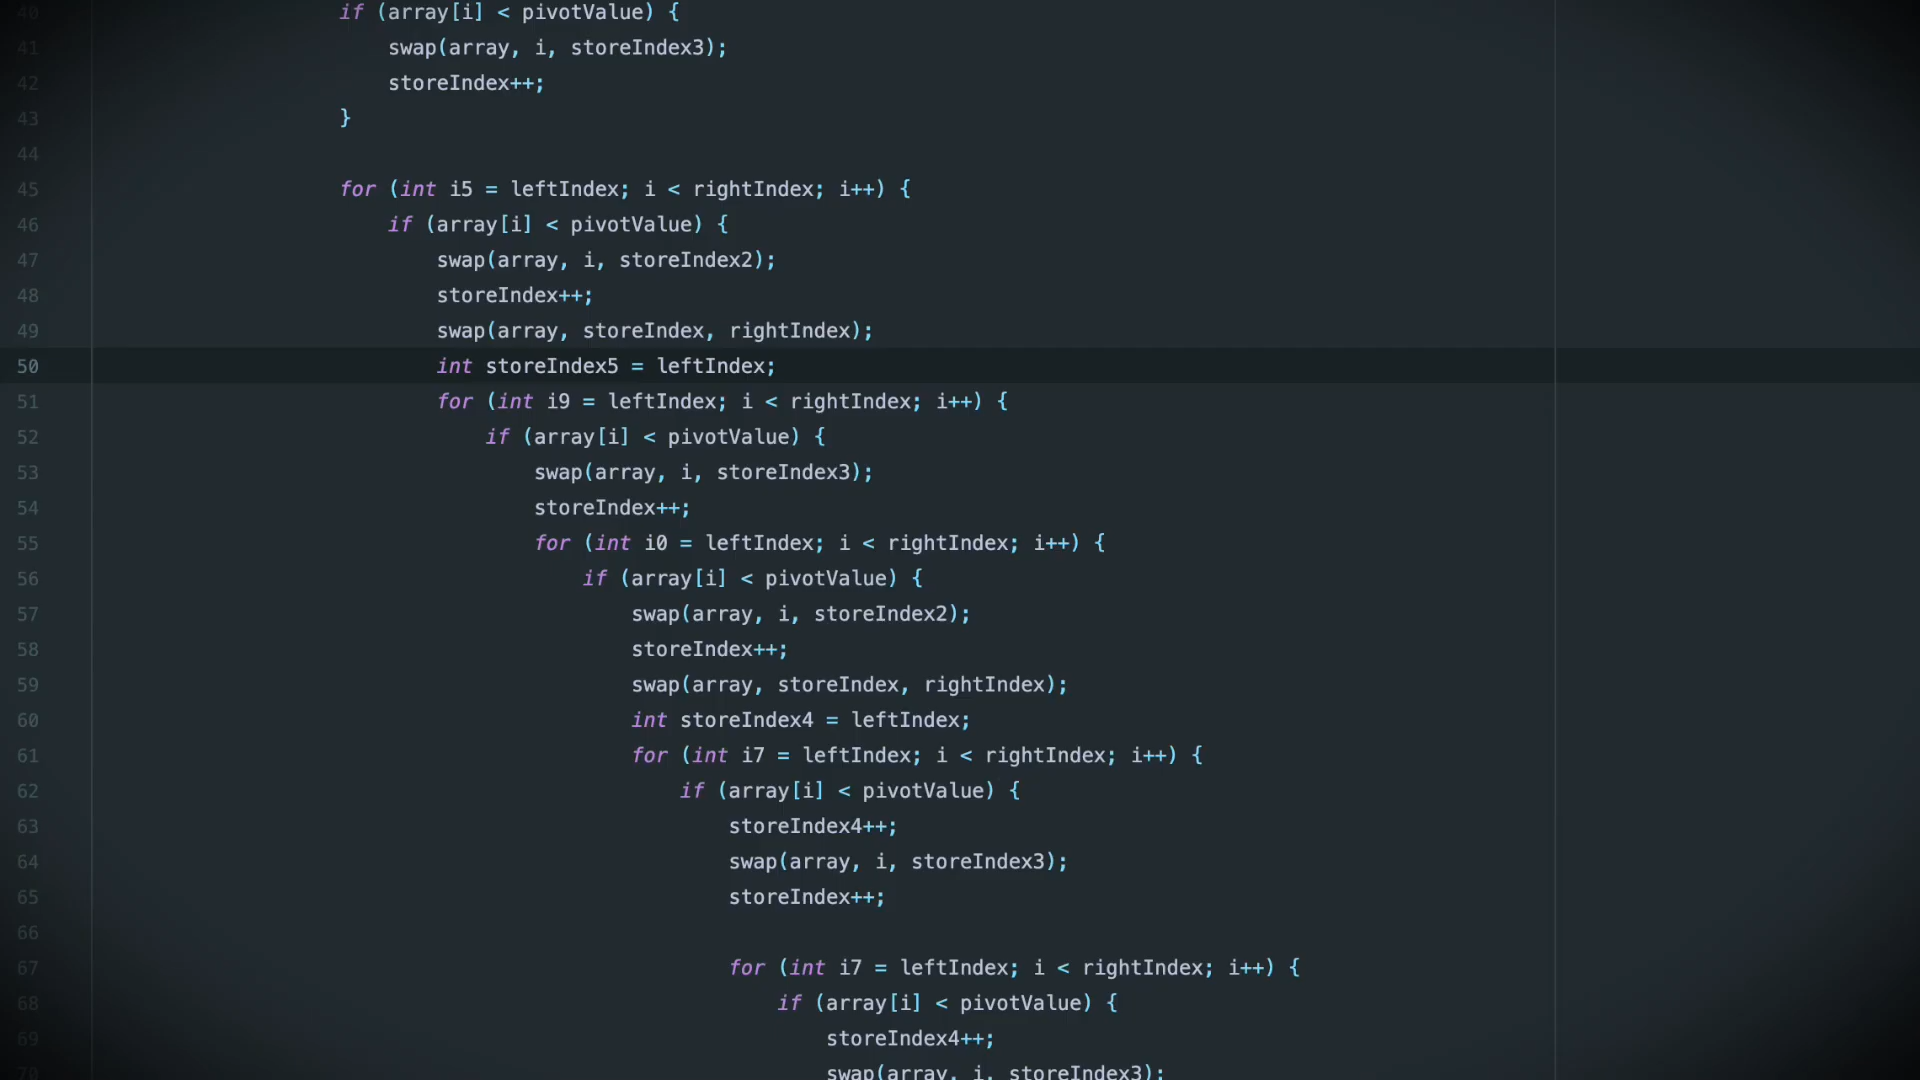 40 if (array[i] < pivotValue) {
41 swap(array, i, storeIndex3);
42 storeIndex++;
43 }
44
45 for (int i5 = leftIndex; i < rightIndex; i++) {
46 if (array[i] < pivotValue) {
47 swap(array, i, storeIndex2);
48 storeIndex++;
49 swap(array, storeIndex, rightIndex);
50 int storeIndex5 = leftIndex;
51 for (int i9 = leftIndex; i < rightIndex; i++) {
52 if (array[i] < pivotValue) {
53 swap(array, i, storeIndex3);
54 storeIndex++;
55 for (int i0 = leftIndex; i < rightIndex; i++) {
56 if (array[i] < pivotValue) {
57 swap(array, i, storeIndex2);
58 storeIndex++;
59 swap(array, storeIndex, rightIndex);
60 int storeIndex4 = leftIndex;
61 for (int i7 = leftIndex; i < rightIndex; i++) {
62 if (array[i] < pivotValue) {
63 storeIndex4++;
64 swap(array, i, storeIndex3);
65 storeIndex++;
66
67 for (int i7 = leftIndex; i < rightIndex; i++) {
68 if (array[i] < pivotValue) {
69 storeIndex4++;
70 swap(array, i, storeIndex3);